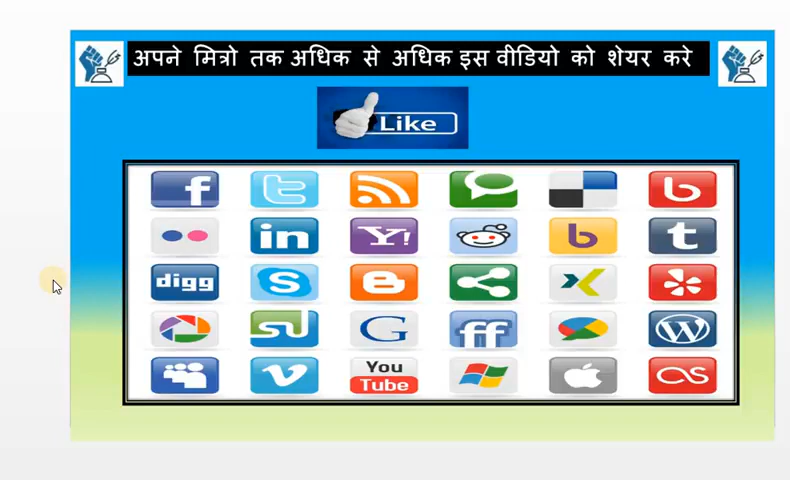 अपने मित्रो तक अधिक से अधिक इस वीडियो को शेयर करे
Like
f t b
in Y! b t
digg S B
G ff W
v You Tube